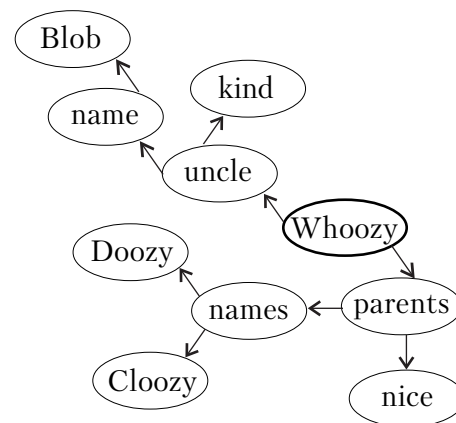 Blob
kind
name
uncle
Whoozy
Doozy
names
parents
Cloozy
nice